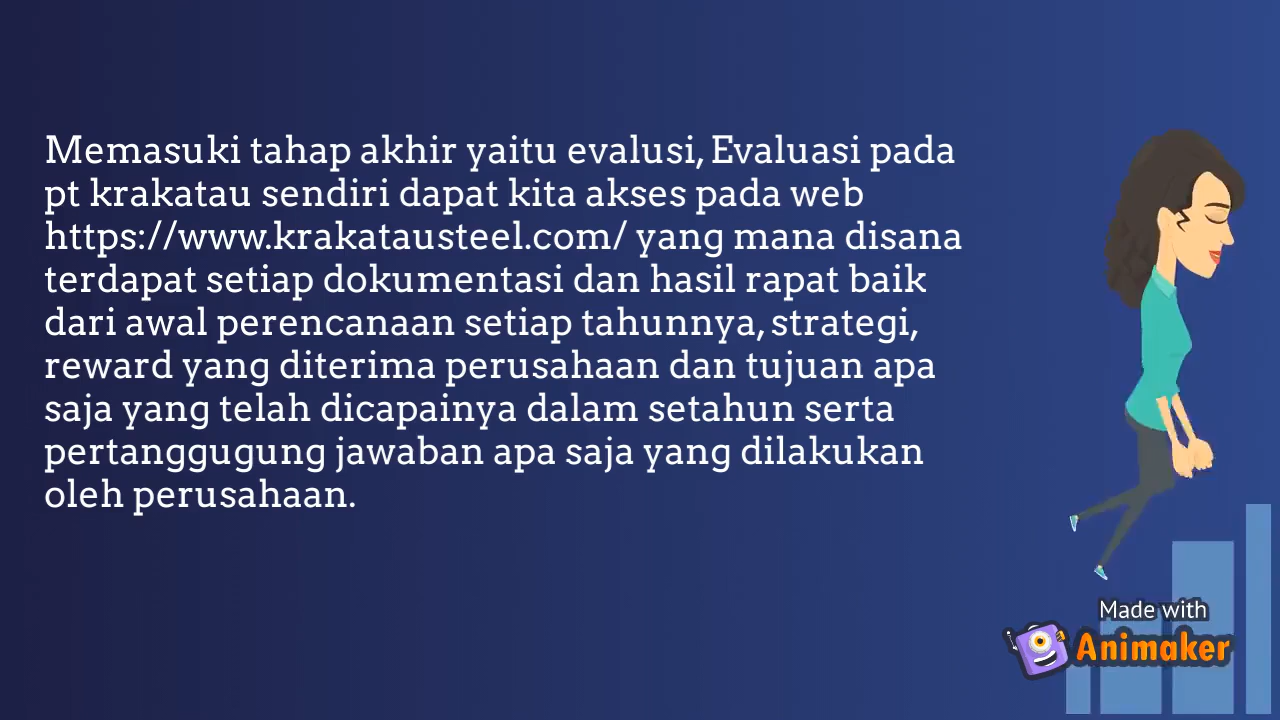 Memasuki tahap akhir yaitu evalusi, Evaluasi pada
pt krakatau sendiri dapat kita akses pada web
https://www.krakatausteel.com/ yang mana disana
terdapat setiap dokumentasi dan hasil rapat baik
dari awal perencanaan setiap tahunnya, strategi,
reward yang diterima perusahaan dan tujuan apa
saja yang telah dicapainya dalam setahun serta
pertanggugung jawaban apa saja yang dilakukan
oleh perusahaan.
Made with
Animaker